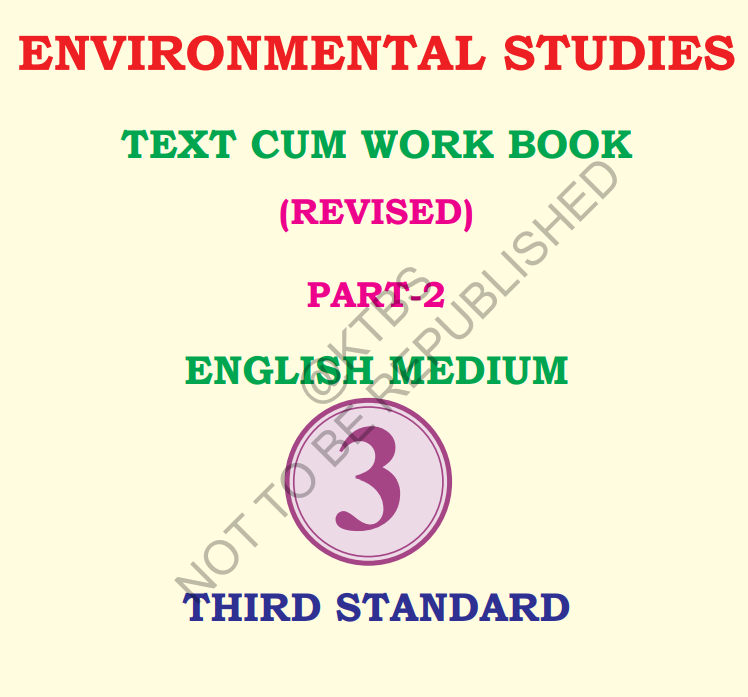 ENVIRONMENTAL STUDIES
TEXT CUM WORK BOOK
(REVISED)
PART-2
ENGLISH MEDIUM
3
THIRD STANDARD
@KTBS
NOT TO BE REPUBLISHED